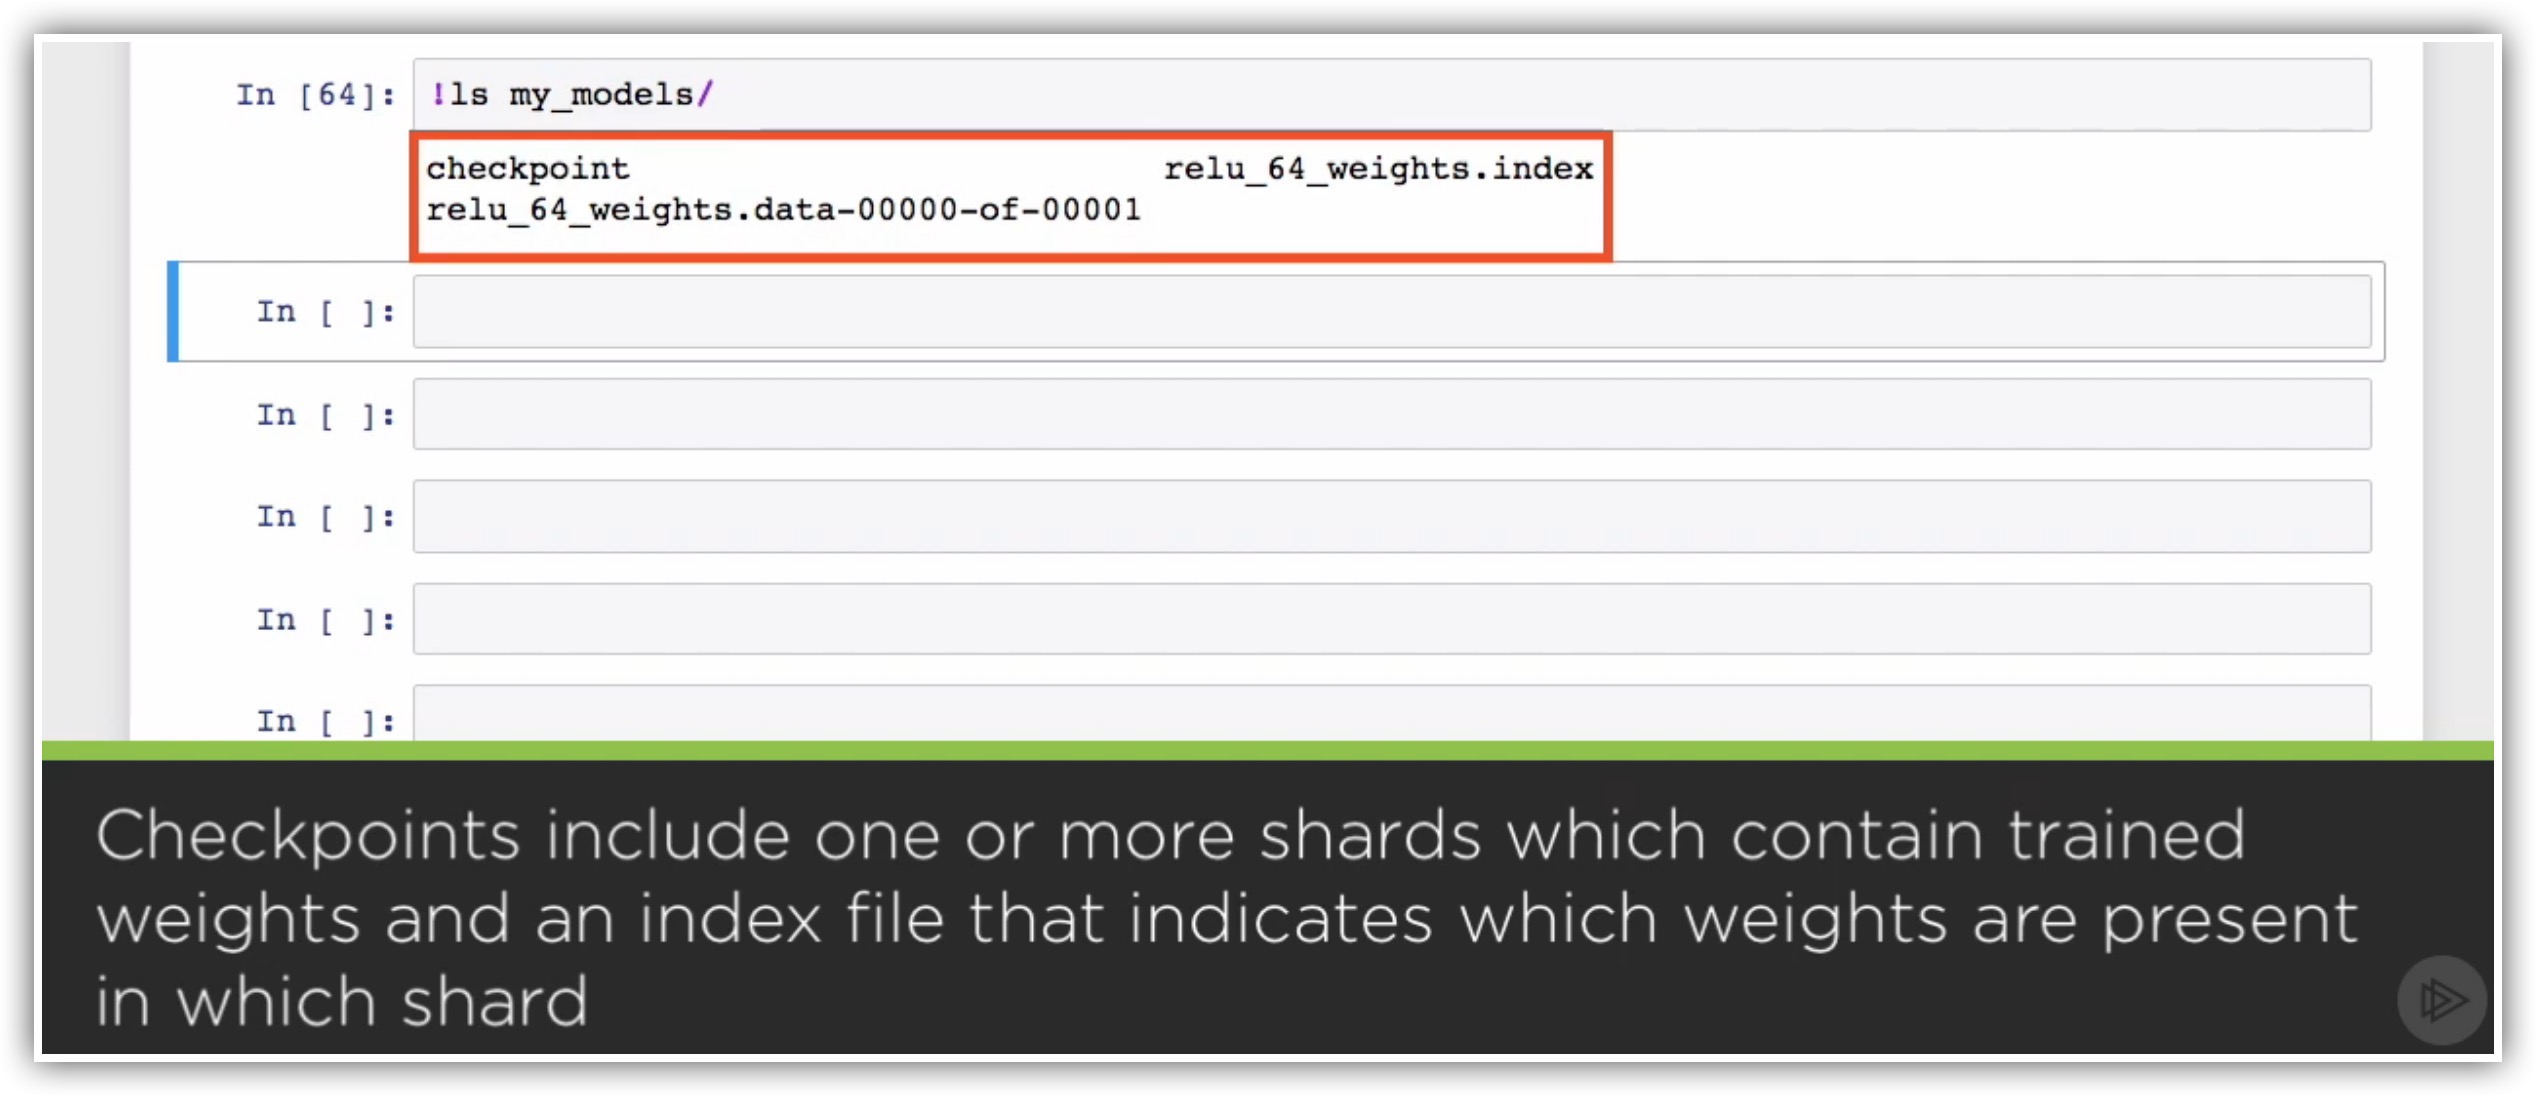 In [64]: !ls my_models/
checkpoint relu_64_weights.index
relu_64_weights.data-00000-of-00001
In [ ]:
In [ ]:
In [ ]:
In [ ]:
In [ ]:
Checkpoints include one or more shards which contain trained
weights and an index file that indicates which weights are present
in which shard